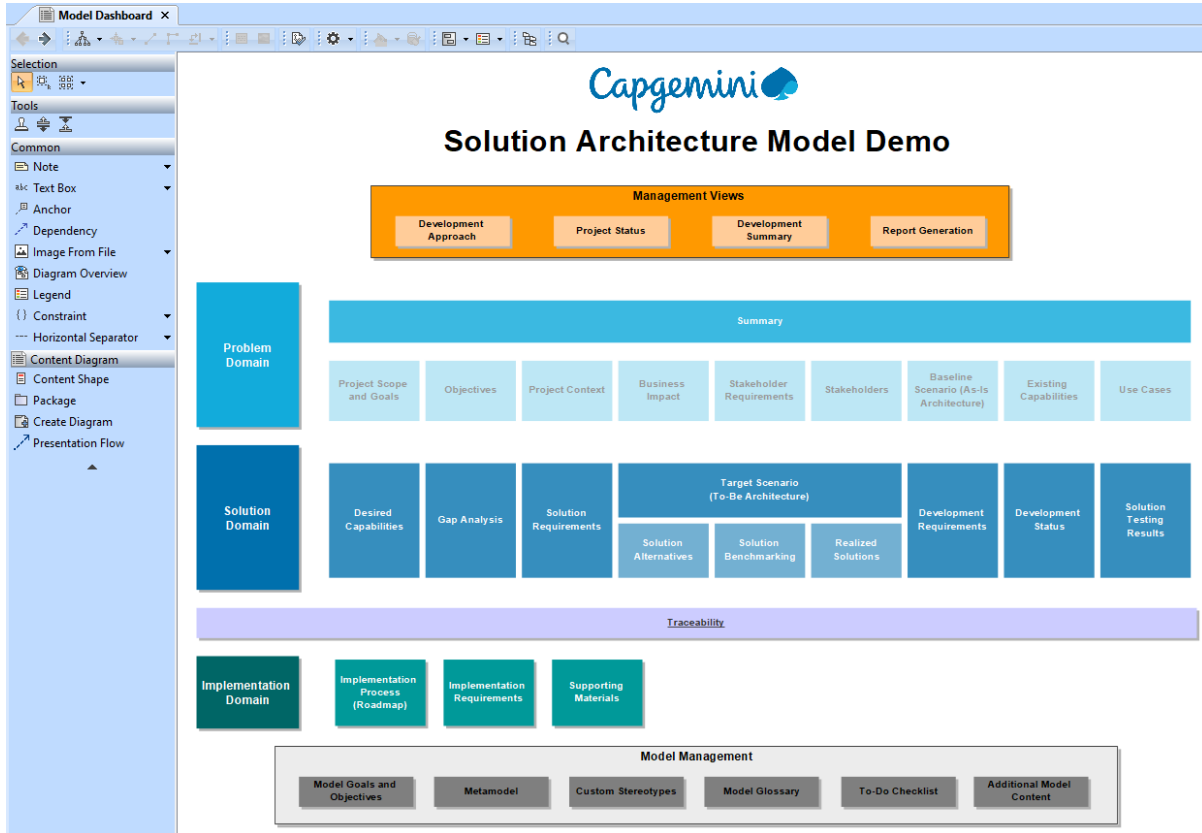 Model Dashboard
Selection
Tools
Common
Note
abc Text Box
Anchor
Dependency
Image From File
Diagram Overview
Legend
Constraint
Horizontal Separator
Content Diagram
Content Shape
Package
Create Diagram
Presentation Flow
Capgemini
Solution Architecture Model Demo
Management Views
Development
Approach
Project Status
Development
Summary
Report Generation
Problem
Domain
Summary
Project Scope
and Goals
Objectives
Project Context
Business
Impact
Stakeholder
Requirements
Stakeholders
Baseline
Scenario (As-Is
Architecture)
Existing
Capabilities
Use Cases
Solution
Domain
Desired
Capabilities
Gap Analysis
Solution
Requirements
Target Scenario
(To-Be Architecture)
Solution
Alternatives
Solution
Benchmarking
Realized
Solutions
Development
Requirements
Development
Status
Solution
Testing
Results
Traceability
Implementation
Domain
Implementation
Process
(Roadmap)
Implementation
Requirements
Supporting
Materials
Model Management
Model Goals and
Objectives
Metamodel
Custom Stereotypes
Model Glossary
To-Do Checklist
Additional Model
Content